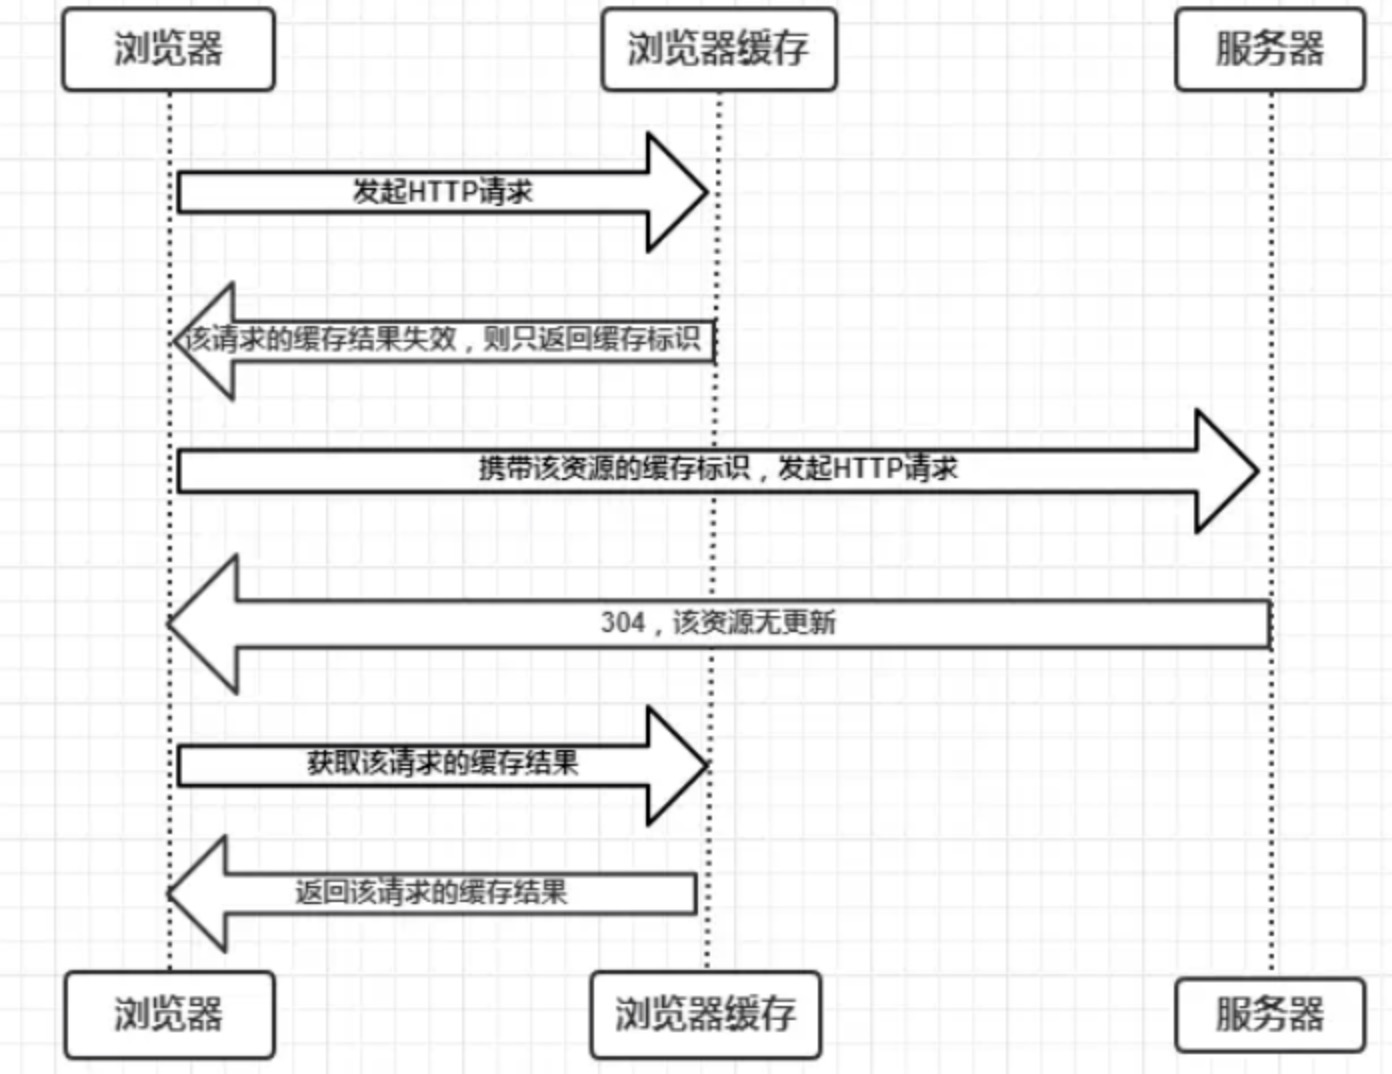 浏览器
浏览器缓存
服务器
发起HTTP请求
该请求的缓存结果失效，则只返回缓存标识
携带该资源的缓存标识，发起HTTP请求
304，该资源无更新
获取该请求的缓存结果
返回该请求的缓存结果
浏览器
浏览器缓存
服务器